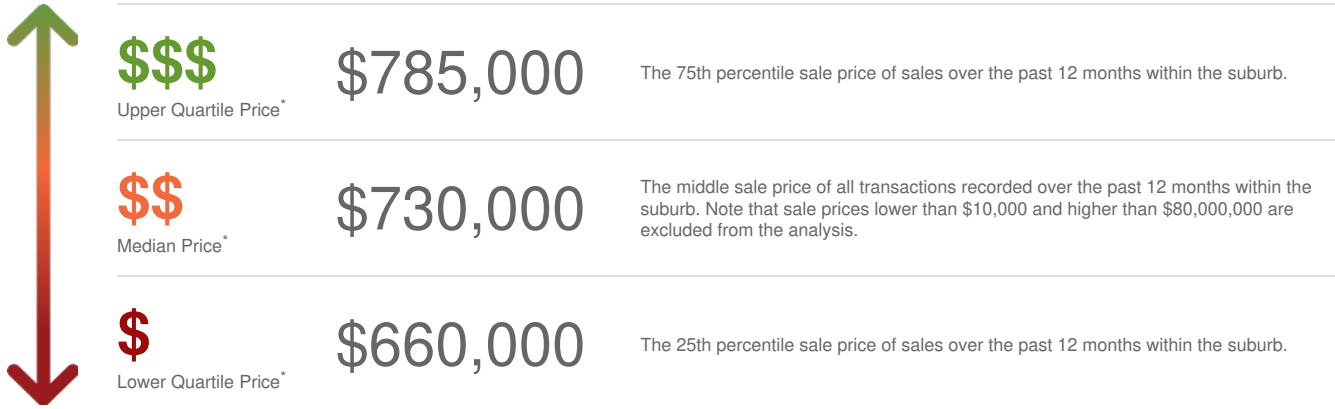 $$$
Upper Quartile Price*
$785,000
The 75th percentile sale price of sales over the past 12 months within the suburb.
$$
Median Price*
$730,000
The middle sale price of all transactions recorded over the past 12 months within the
suburb. Note that sale prices lower than $10,000 and higher than $80,000,000 are
excluded from the analysis.
$
Lower Quartile Price*
$660,000
The 25th percentile sale price of sales over the past 12 months within the suburb.